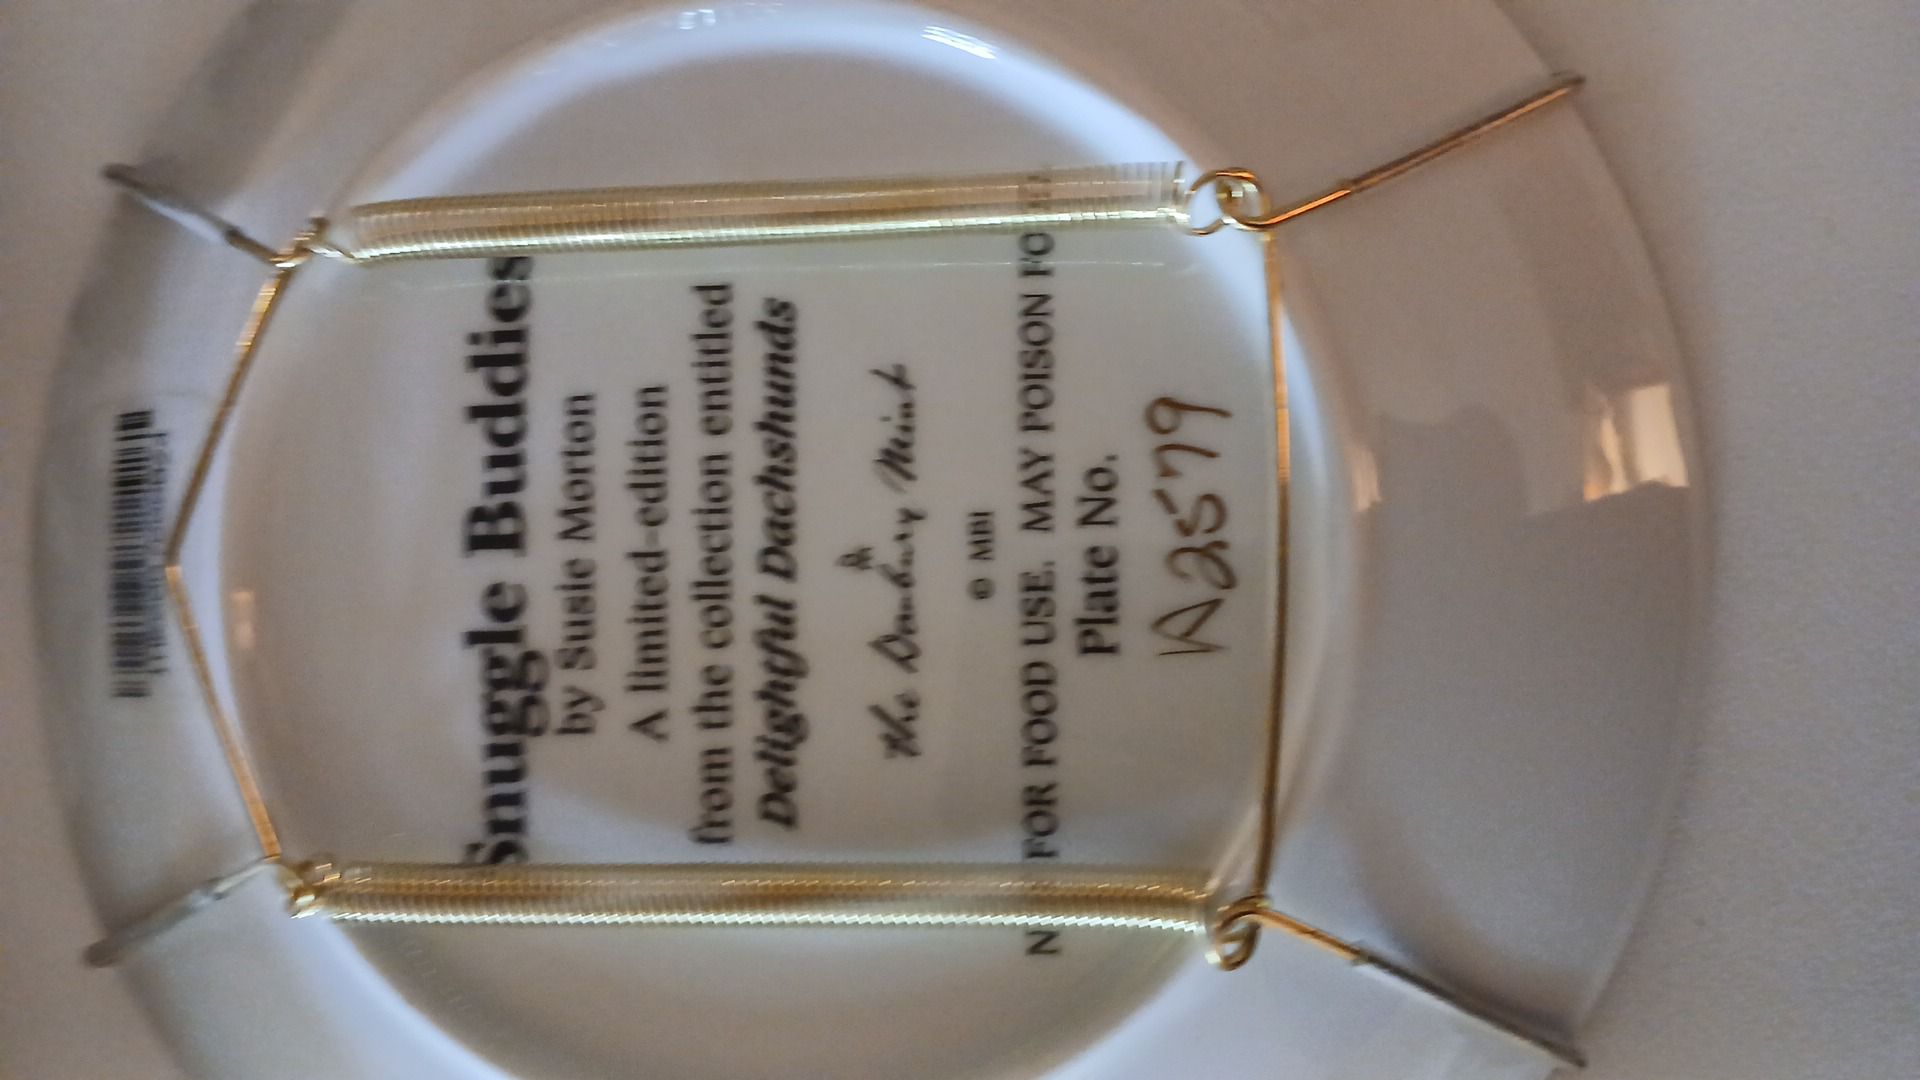 Snuggle Buddies
by Susie Morton
A limited-edition
from the collection entitled
Delightful Dachshunds
The Danbury Mint
© MBI
FOR FOOD USE. MAY POISON FO
Plate No.
A2579